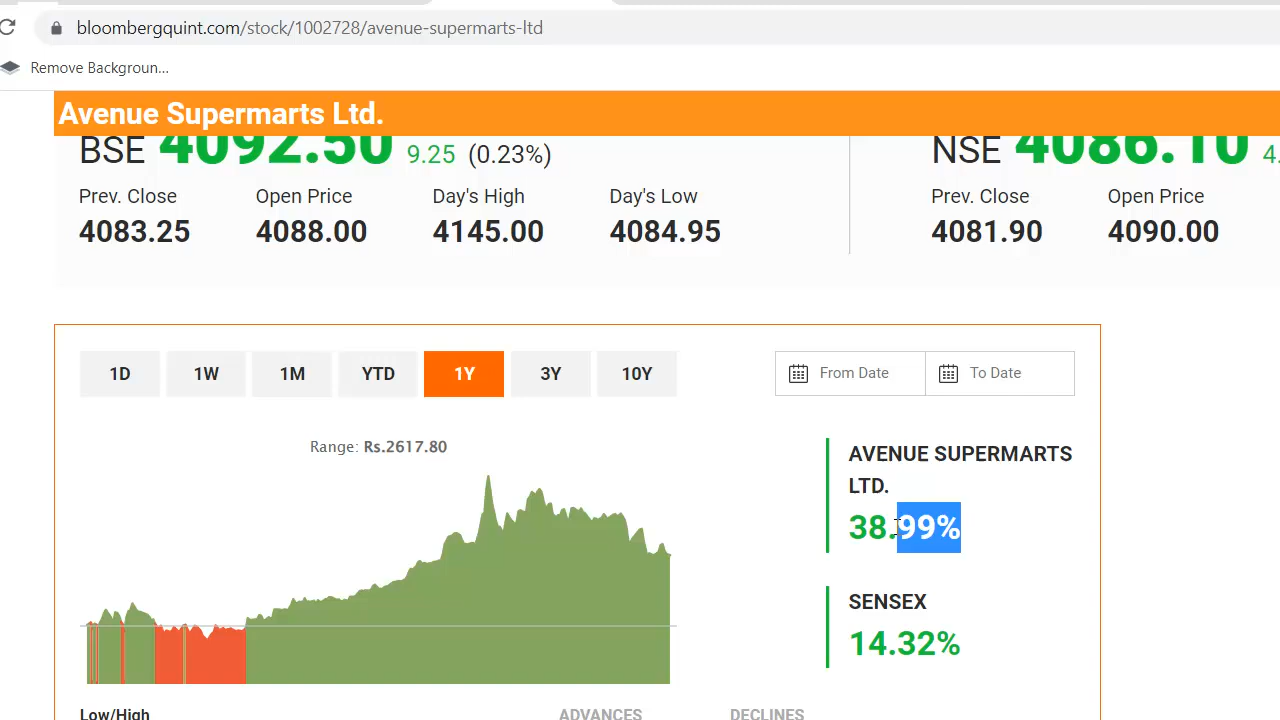 bloombergquint.com/stock/1002728/avenue-supermarts-ltd
Remove Backgroun...
Avenue Supermarts Ltd.
BSE 4092.50 9.25 (0.23%)
NSE 4086.10 4.
Prev. Close Open Price Day's High Day's Low
4083.25 4088.00 4145.00 4084.95
Prev. Close Open Price
4081.90 4090.00
1D 1W 1M YTD 1Y 3Y 10Y
From Date To Date
Range: Rs.2617.80
AVENUE SUPERMARTS
LTD.
38.99%
SENSEX
14.32%
Low/High ADVANCES DECLINES